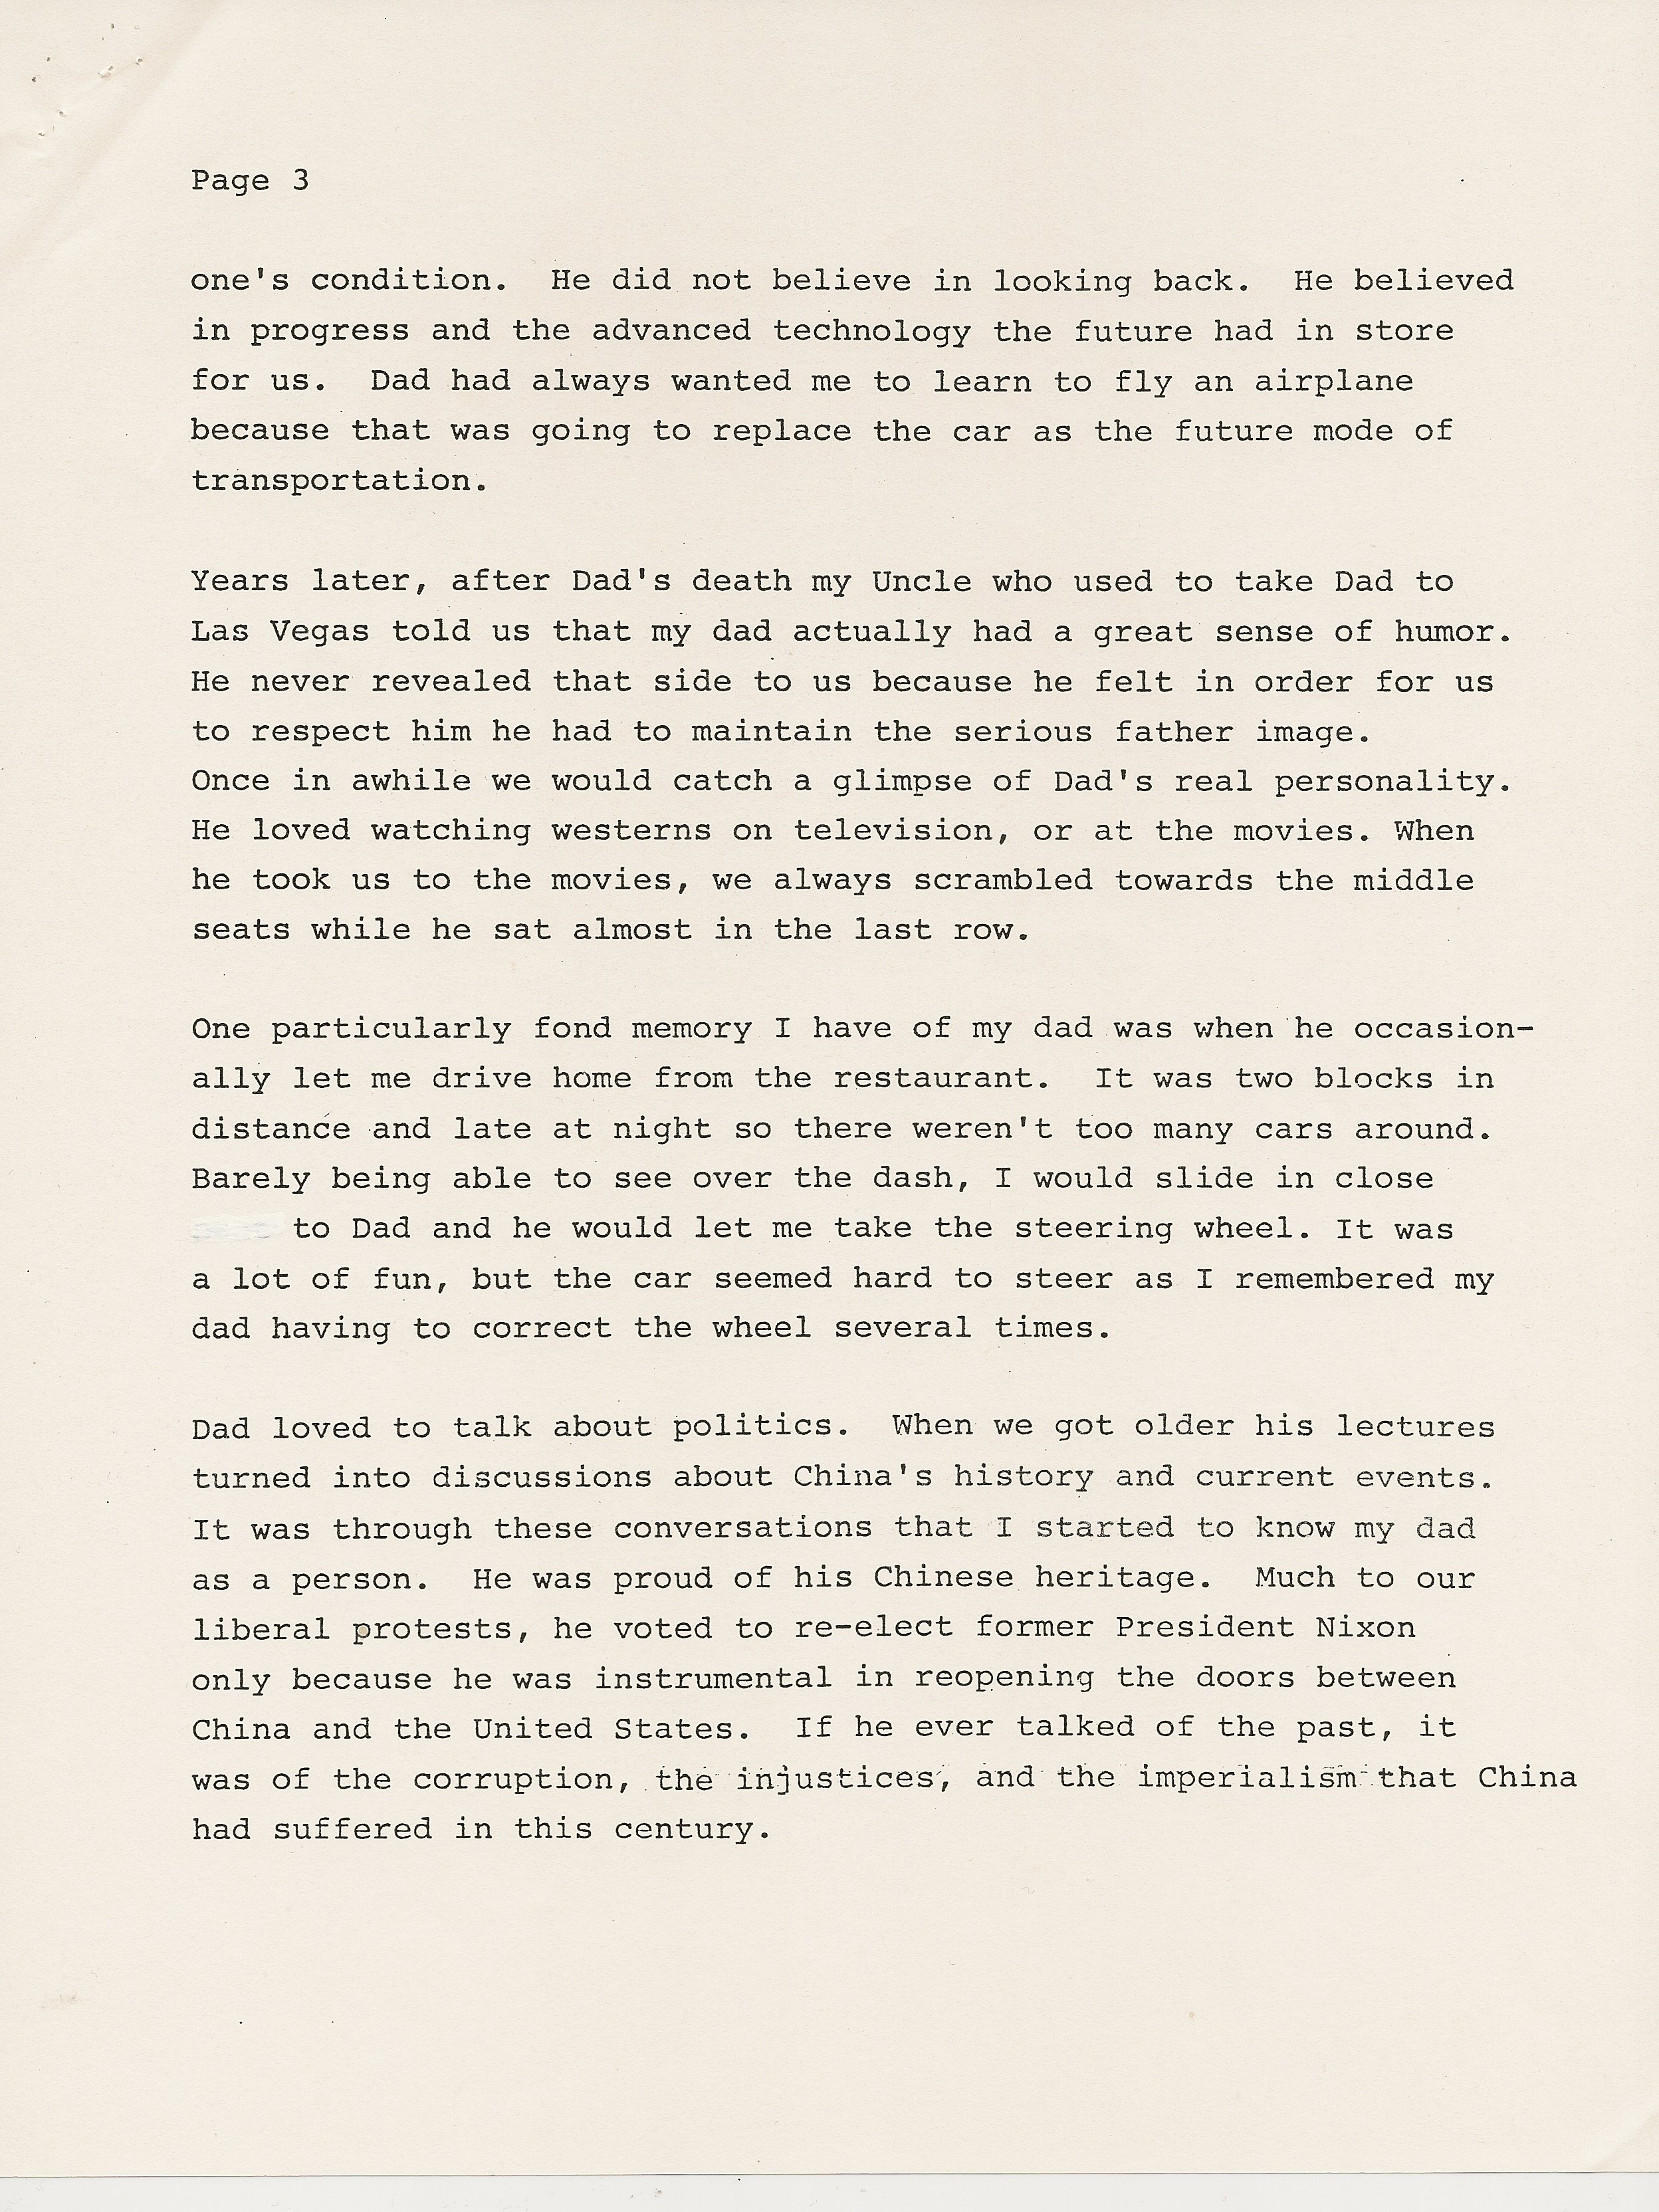 Page 3
one's condition.  He did not believe in looking back.  He believed
in progress and the advanced technology the future had in store
for us.  Dad had always wanted me to learn to fly an airplane
because that was going to replace the car as the future mode of
transportation.
Years later, after Dad's death my Uncle who used to take Dad to
Las Vegas told us that my dad actually had a great sense of humor.
He never revealed that side to us because he felt in order for us
to respect him he had to maintain the serious father image.
Once in awhile we would catch a glimpse of Dad's real personality.
He loved watching westerns on television, or at the movies. When
he took us to the movies, we always scrambled towards the middle
seats while he sat almost in the last row.
One particularly fond memory I have of my dad was when he occasion-
ally let me drive home from the restaurant.  It was two blocks in
distance and late at night so there weren't too many cars around.
Barely being able to see over the dash, I would slide in close
to Dad and he would let me take the steering wheel. It was
a lot of fun, but the car seemed hard to steer as I remembered my
dad having to correct the wheel several times.
Dad loved to talk about politics.  When we got older his lectures
turned into discussions about China's history and current events.
It was through these conversations that I started to know my dad
as a person.  He was proud of his Chinese heritage.  Much to our
liberal protests, he voted to re-elect former President Nixon
only because he was instrumental in reopening the doors between
China and the United States.  If he ever talked of the past, it
was of the corruption, the injustices, and the imperialism that China
had suffered in this century.